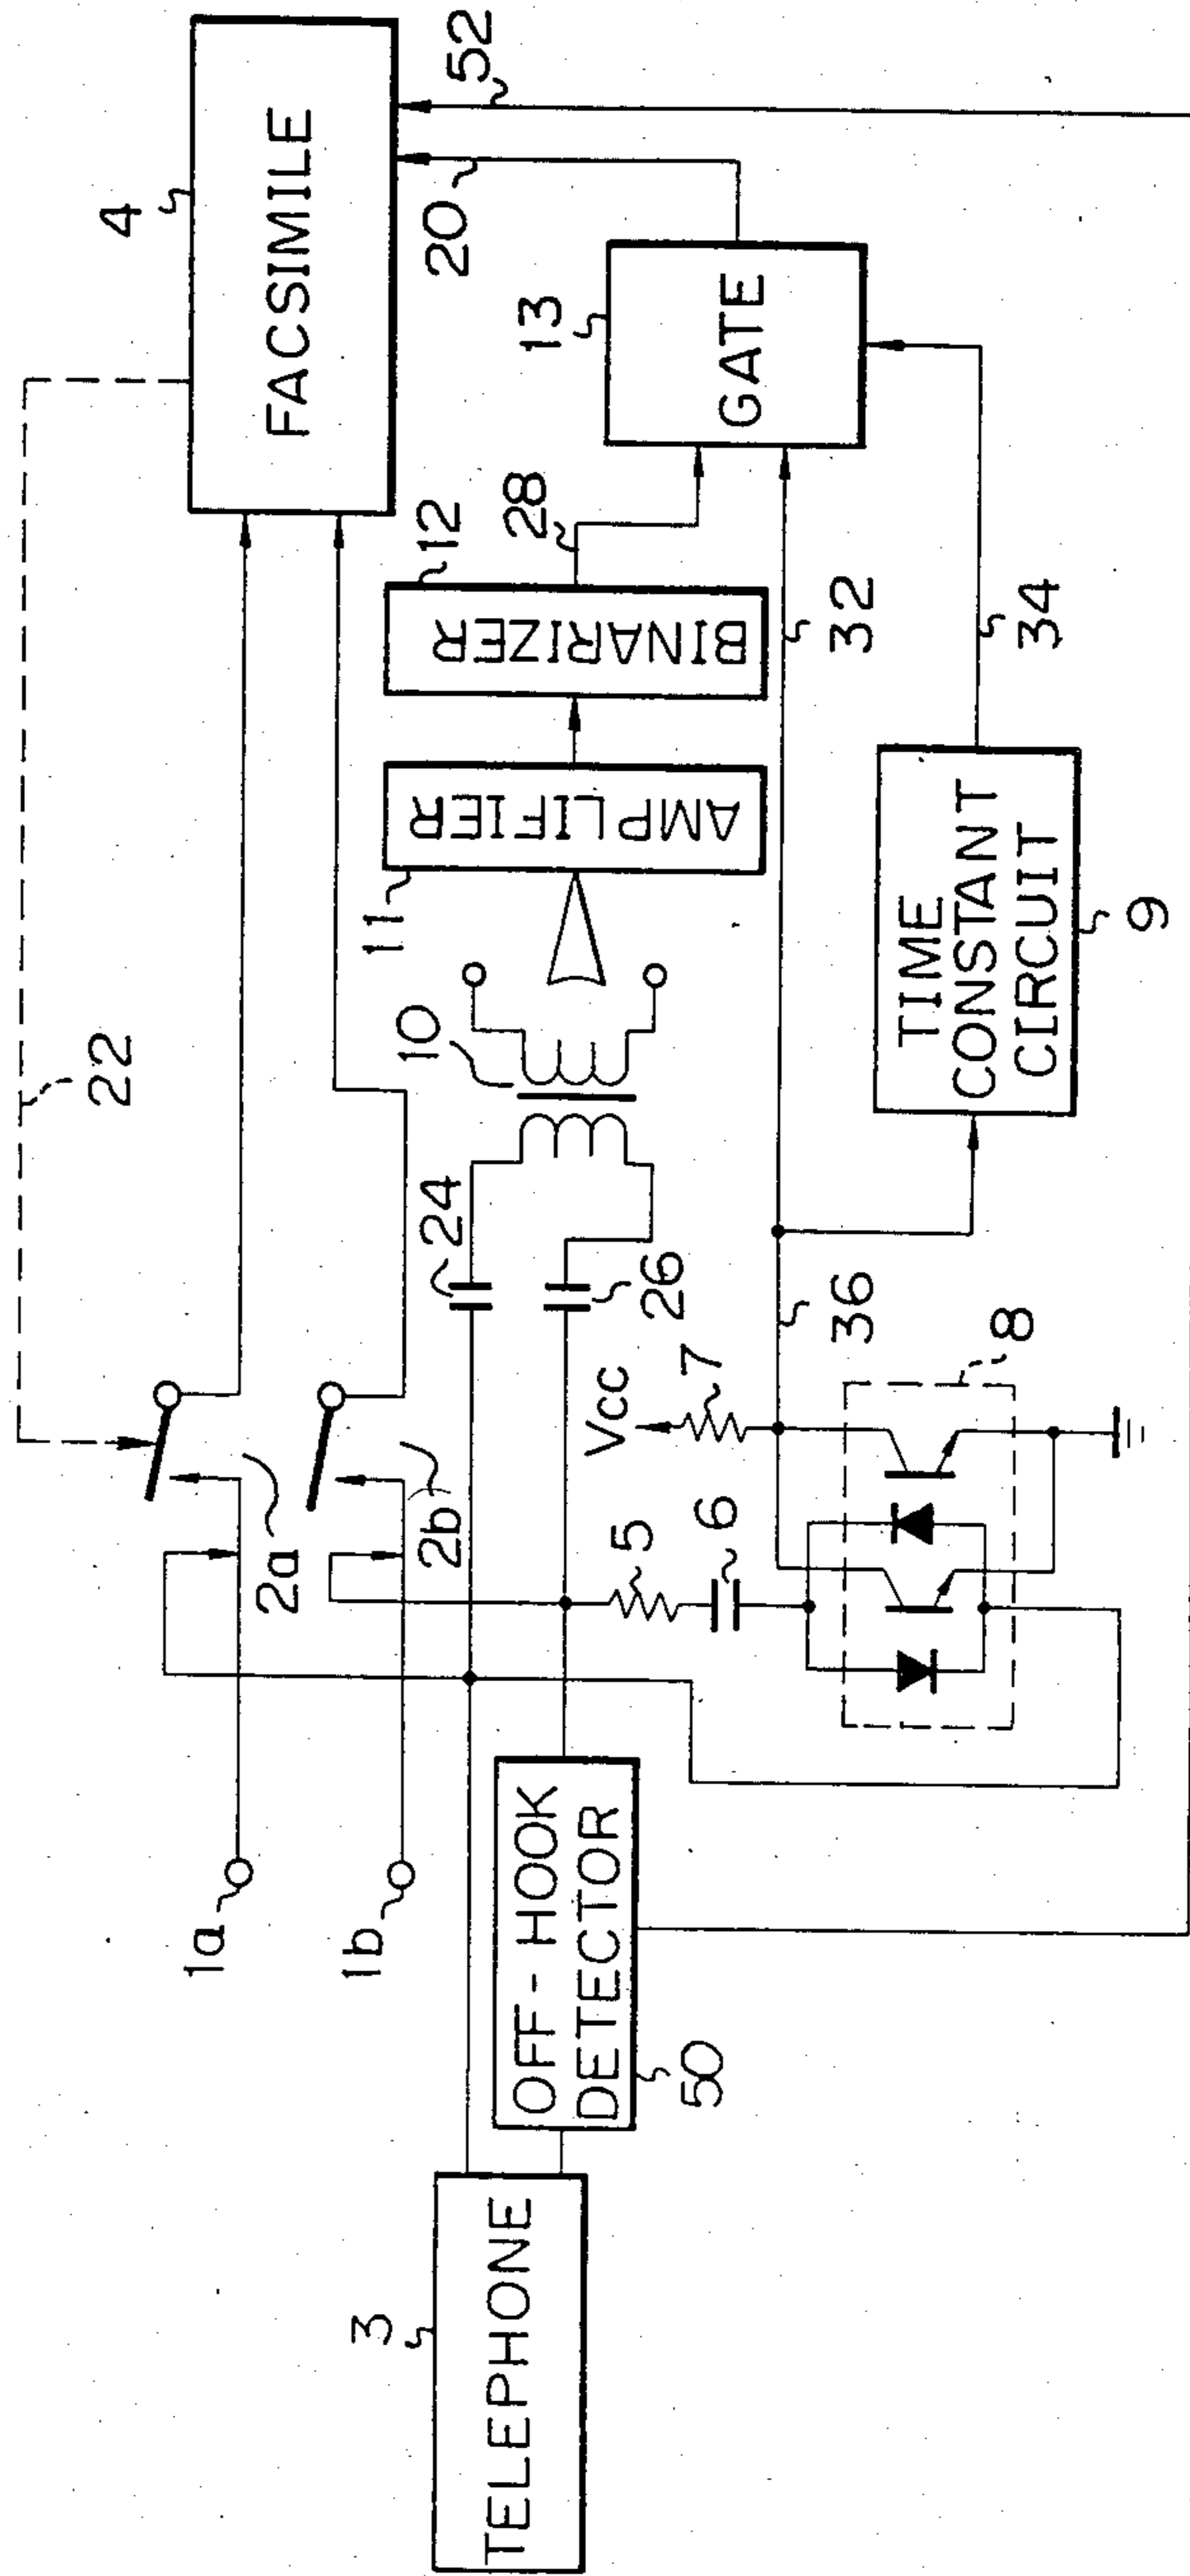 22
4
FACSIMILE
52
20
1a
2a
1b
2b
24
10
11
AMPLIFIER
12
BINARIZER
28
13
GATE
26
3
TELEPHONE
OFF-HOOK
DETECTOR
50
5
6
Vcc
7
36
32
8
TIME
CONSTANT
CIRCUIT
9
34